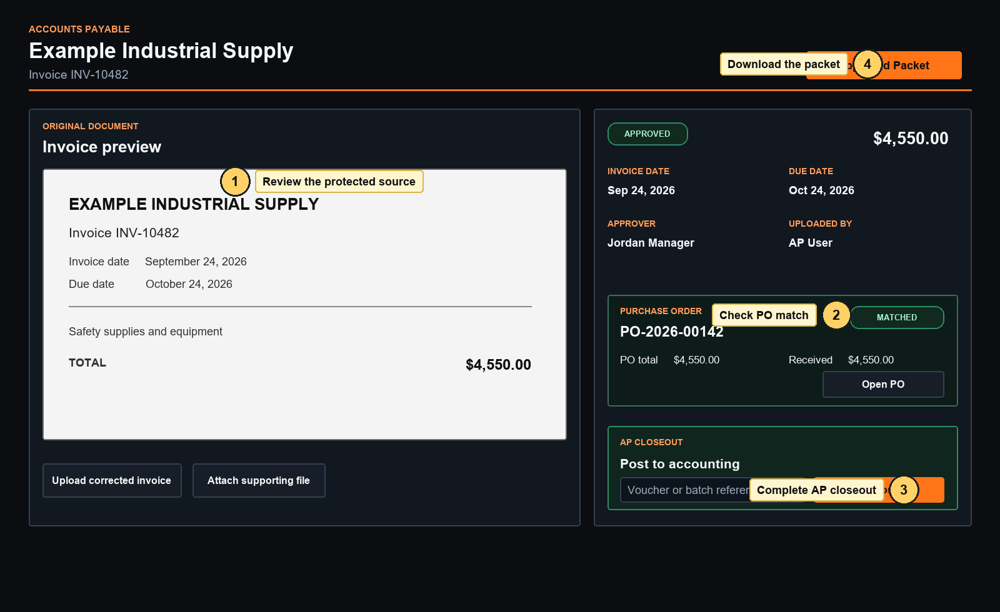 ACCOUNTS PAYABLE
Example Industrial Supply
Invoice INV-10482
Download the packet
4
d Packet
ORIGINAL DOCUMENT
Invoice preview
1
Review the protected source
EXAMPLE INDUSTRIAL SUPPLY
Invoice INV-10482
Invoice date September 24, 2026
Due date October 24, 2026
Safety supplies and equipment
TOTAL $4,550.00
Upload corrected invoice
Attach supporting file
APPROVED
$4,550.00
INVOICE DATE DUE DATE
Sep 24, 2026 Oct 24, 2026
APPROVER UPLOADED BY
Jordan Manager AP User
PURCHASE ORDER
Check PO match
2
MATCHED
PO-2026-00142
PO total $4,550.00 Received $4,550.00
Open PO
AP CLOSEOUT
Post to accounting
Voucher or batch refer
Complete AP closeout
3